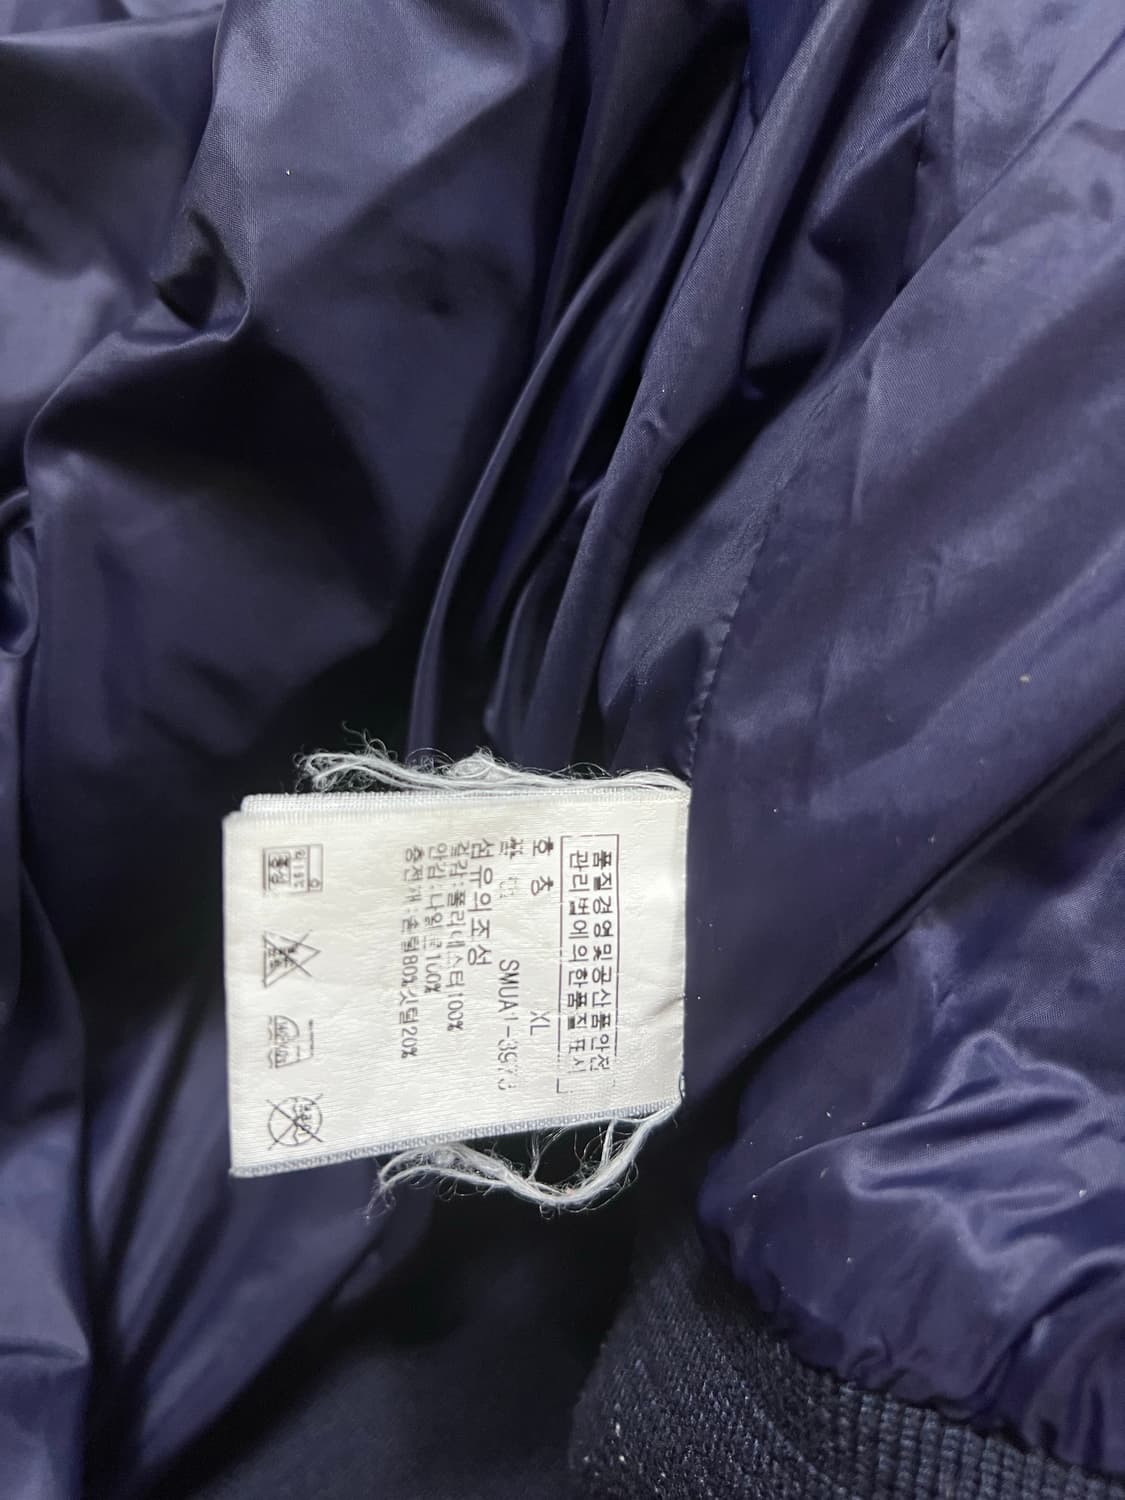 품질경영및공산품안전
관리법에의한품질표시
호 칭 XL
품 번 SMUA1-39
섬유의조성
겉감:폴리에스터100%
안감:나일론100%
충전재:솜털80%깃털20%